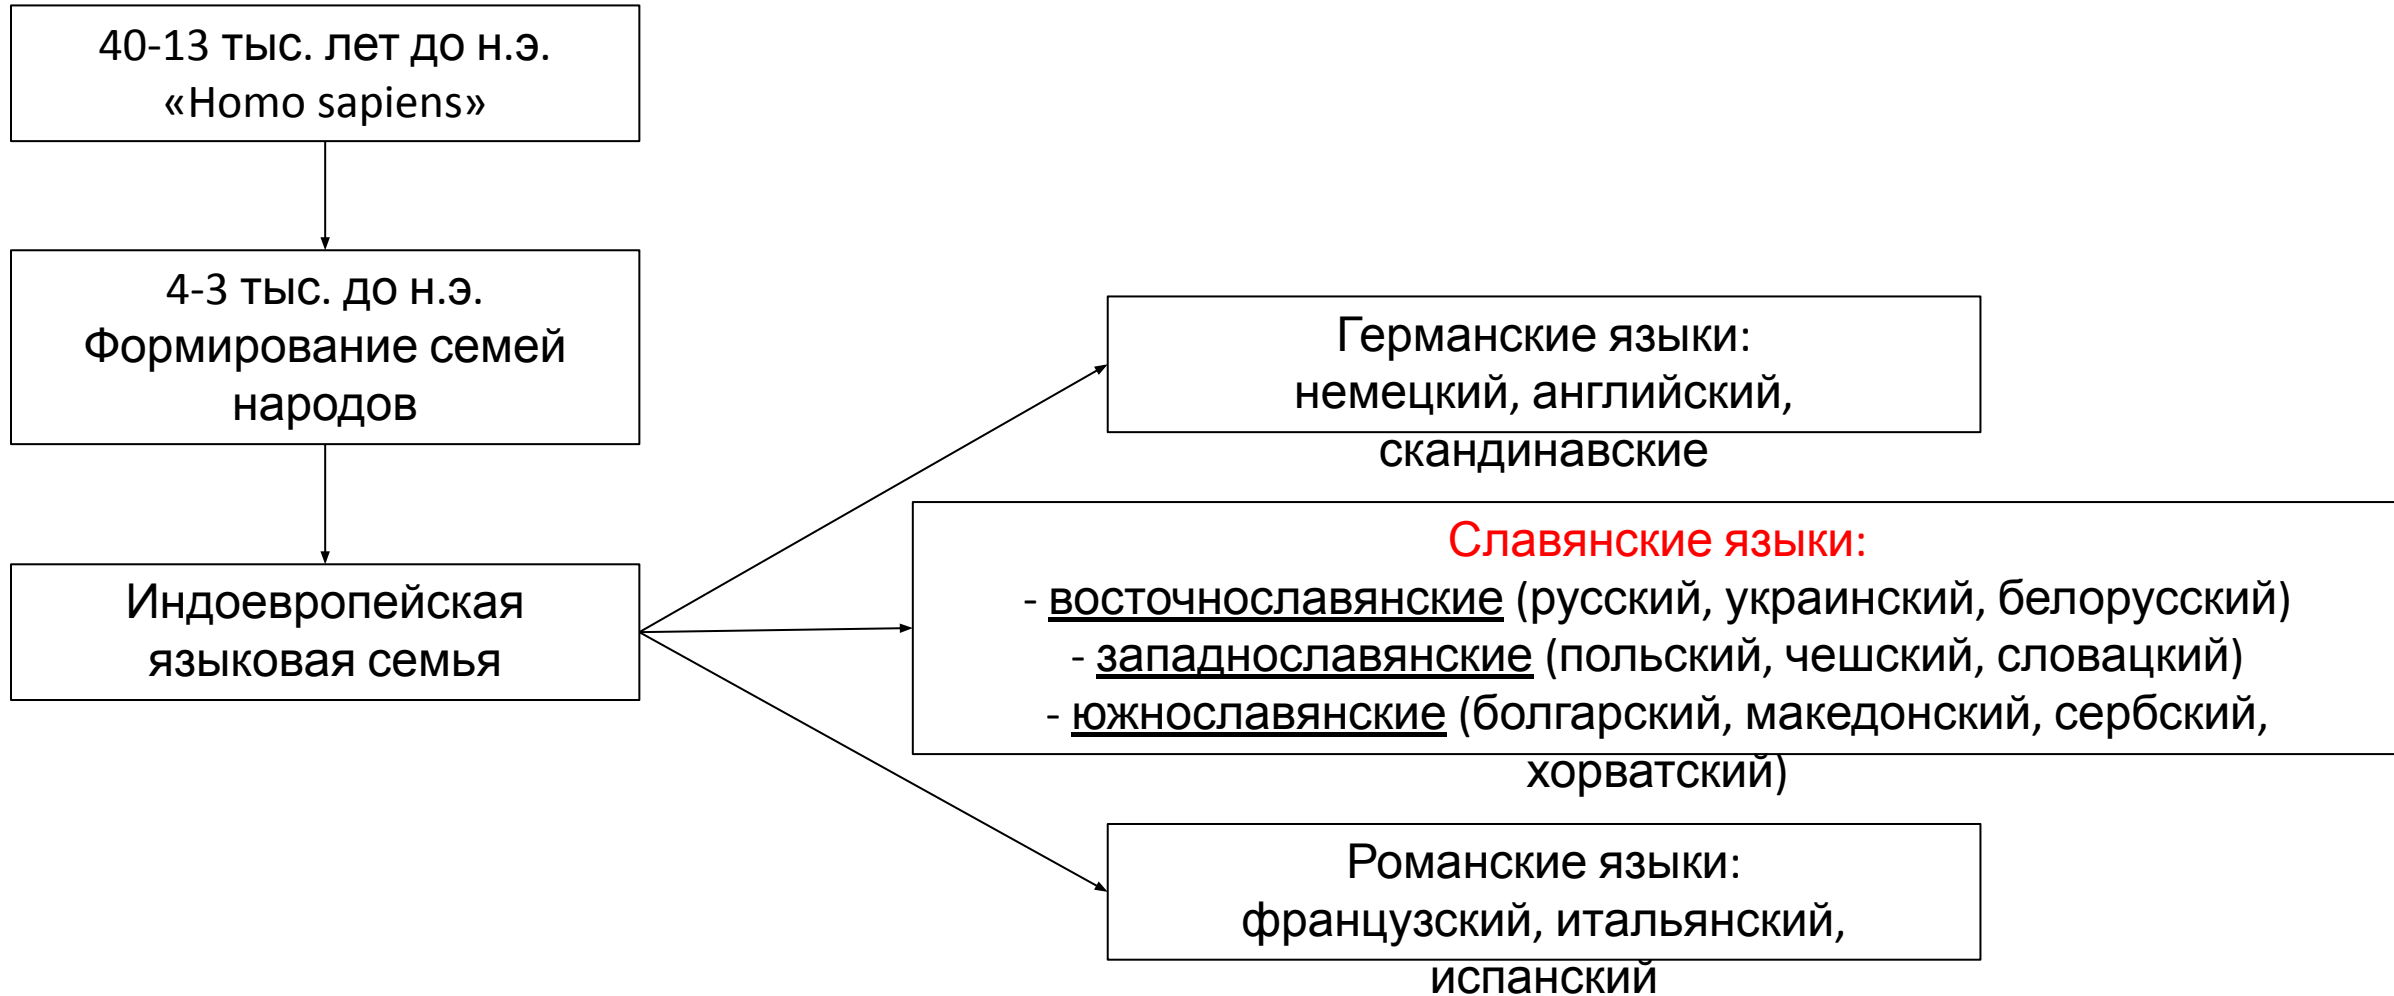 40-13 тыс. лет до н.э.
«Homo sapiens»
4-3 тыс. до н.э.
Формирование семей
народов
Индоевропейская
языковая семья
Германские языки:
немецкий, английский,
скандинавские
Славянские языки:
- восточнославянские (русский, украинский, белорусский)
- западнославянские (польский, чешский, словацкий)
- южнославянские (болгарский, македонский, сербский,
хорватский)
Романские языки:
французский, итальянский,
испанский